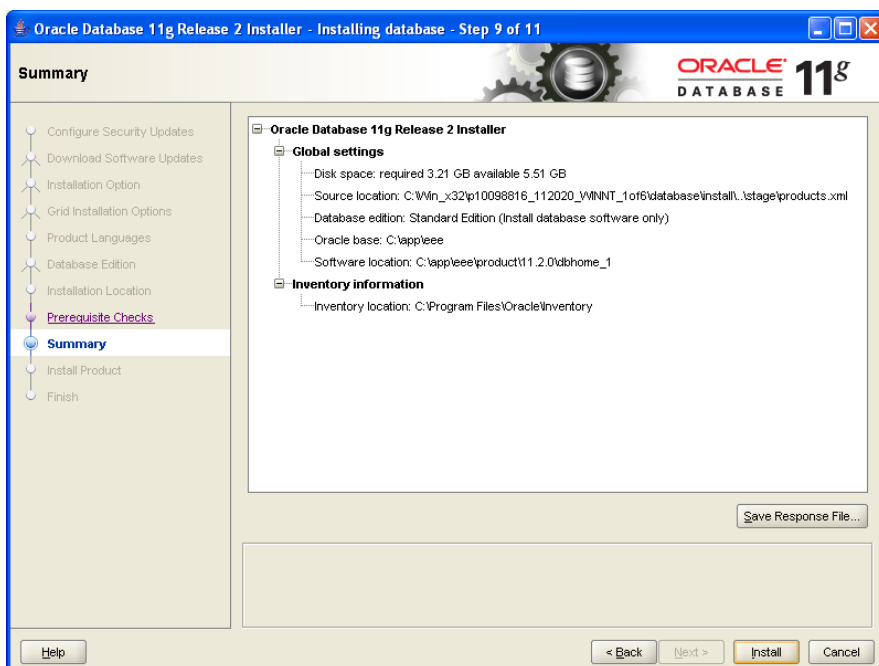 Oracle Database 11g Release 2 Installer - Installing database - Step 9 of 11
Summary
ORACLE
DATABASE
11g
Configure Security Updates
Download Software Updates
Installation Option
Grid Installation Options
Product Languages
Database Edition
Installation Location
Prerequisite Checks
Summary
Install Product
Finish
Oracle Database 11g Release 2 Installer
Global settings
Disk space: required 3.21 GB available 5.51 GB
Source location: C:\Win_x32\p10098816_112020_WINNT_1of6\database\install\..\stage\products.xml
Database edition: Standard Edition (Install database software only)
Oracle base: C:\app\eee
Software location: C:\app\eee\product\11.2.0\dbhome_1
Inventory information
Inventory location: C:\Program Files\Oracle\Inventory
Save Response File...
Help
< Back
Next >
Install
Cancel